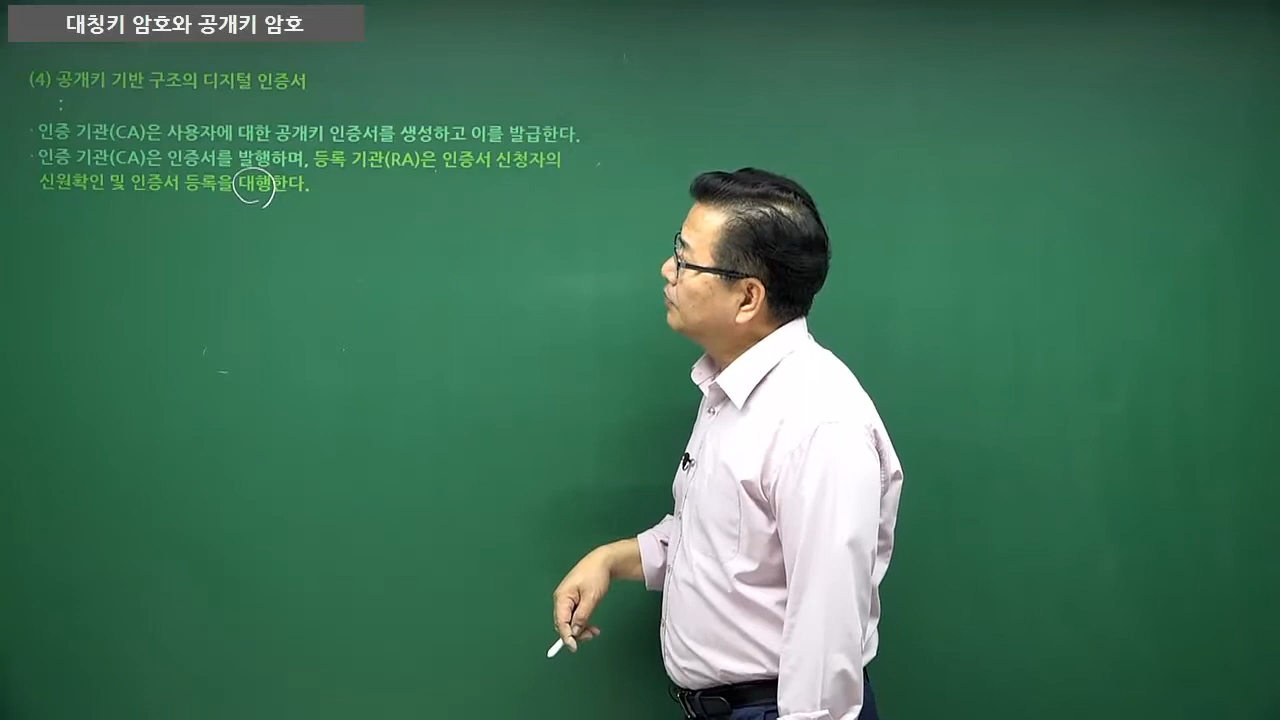 대칭키 암호와 공개키 암호
(4) 공개키 기반 구조의 디지털 인증서
:
· 인증 기관(CA)은 사용자에 대한 공개키 인증서를 생성하고 이를 발급한다.
· 인증 기관(CA)은 인증서를 발행하며, 등록 기관(RA)은 인증서 신청자의
신원확인 및 인증서 등록을 대행한다.